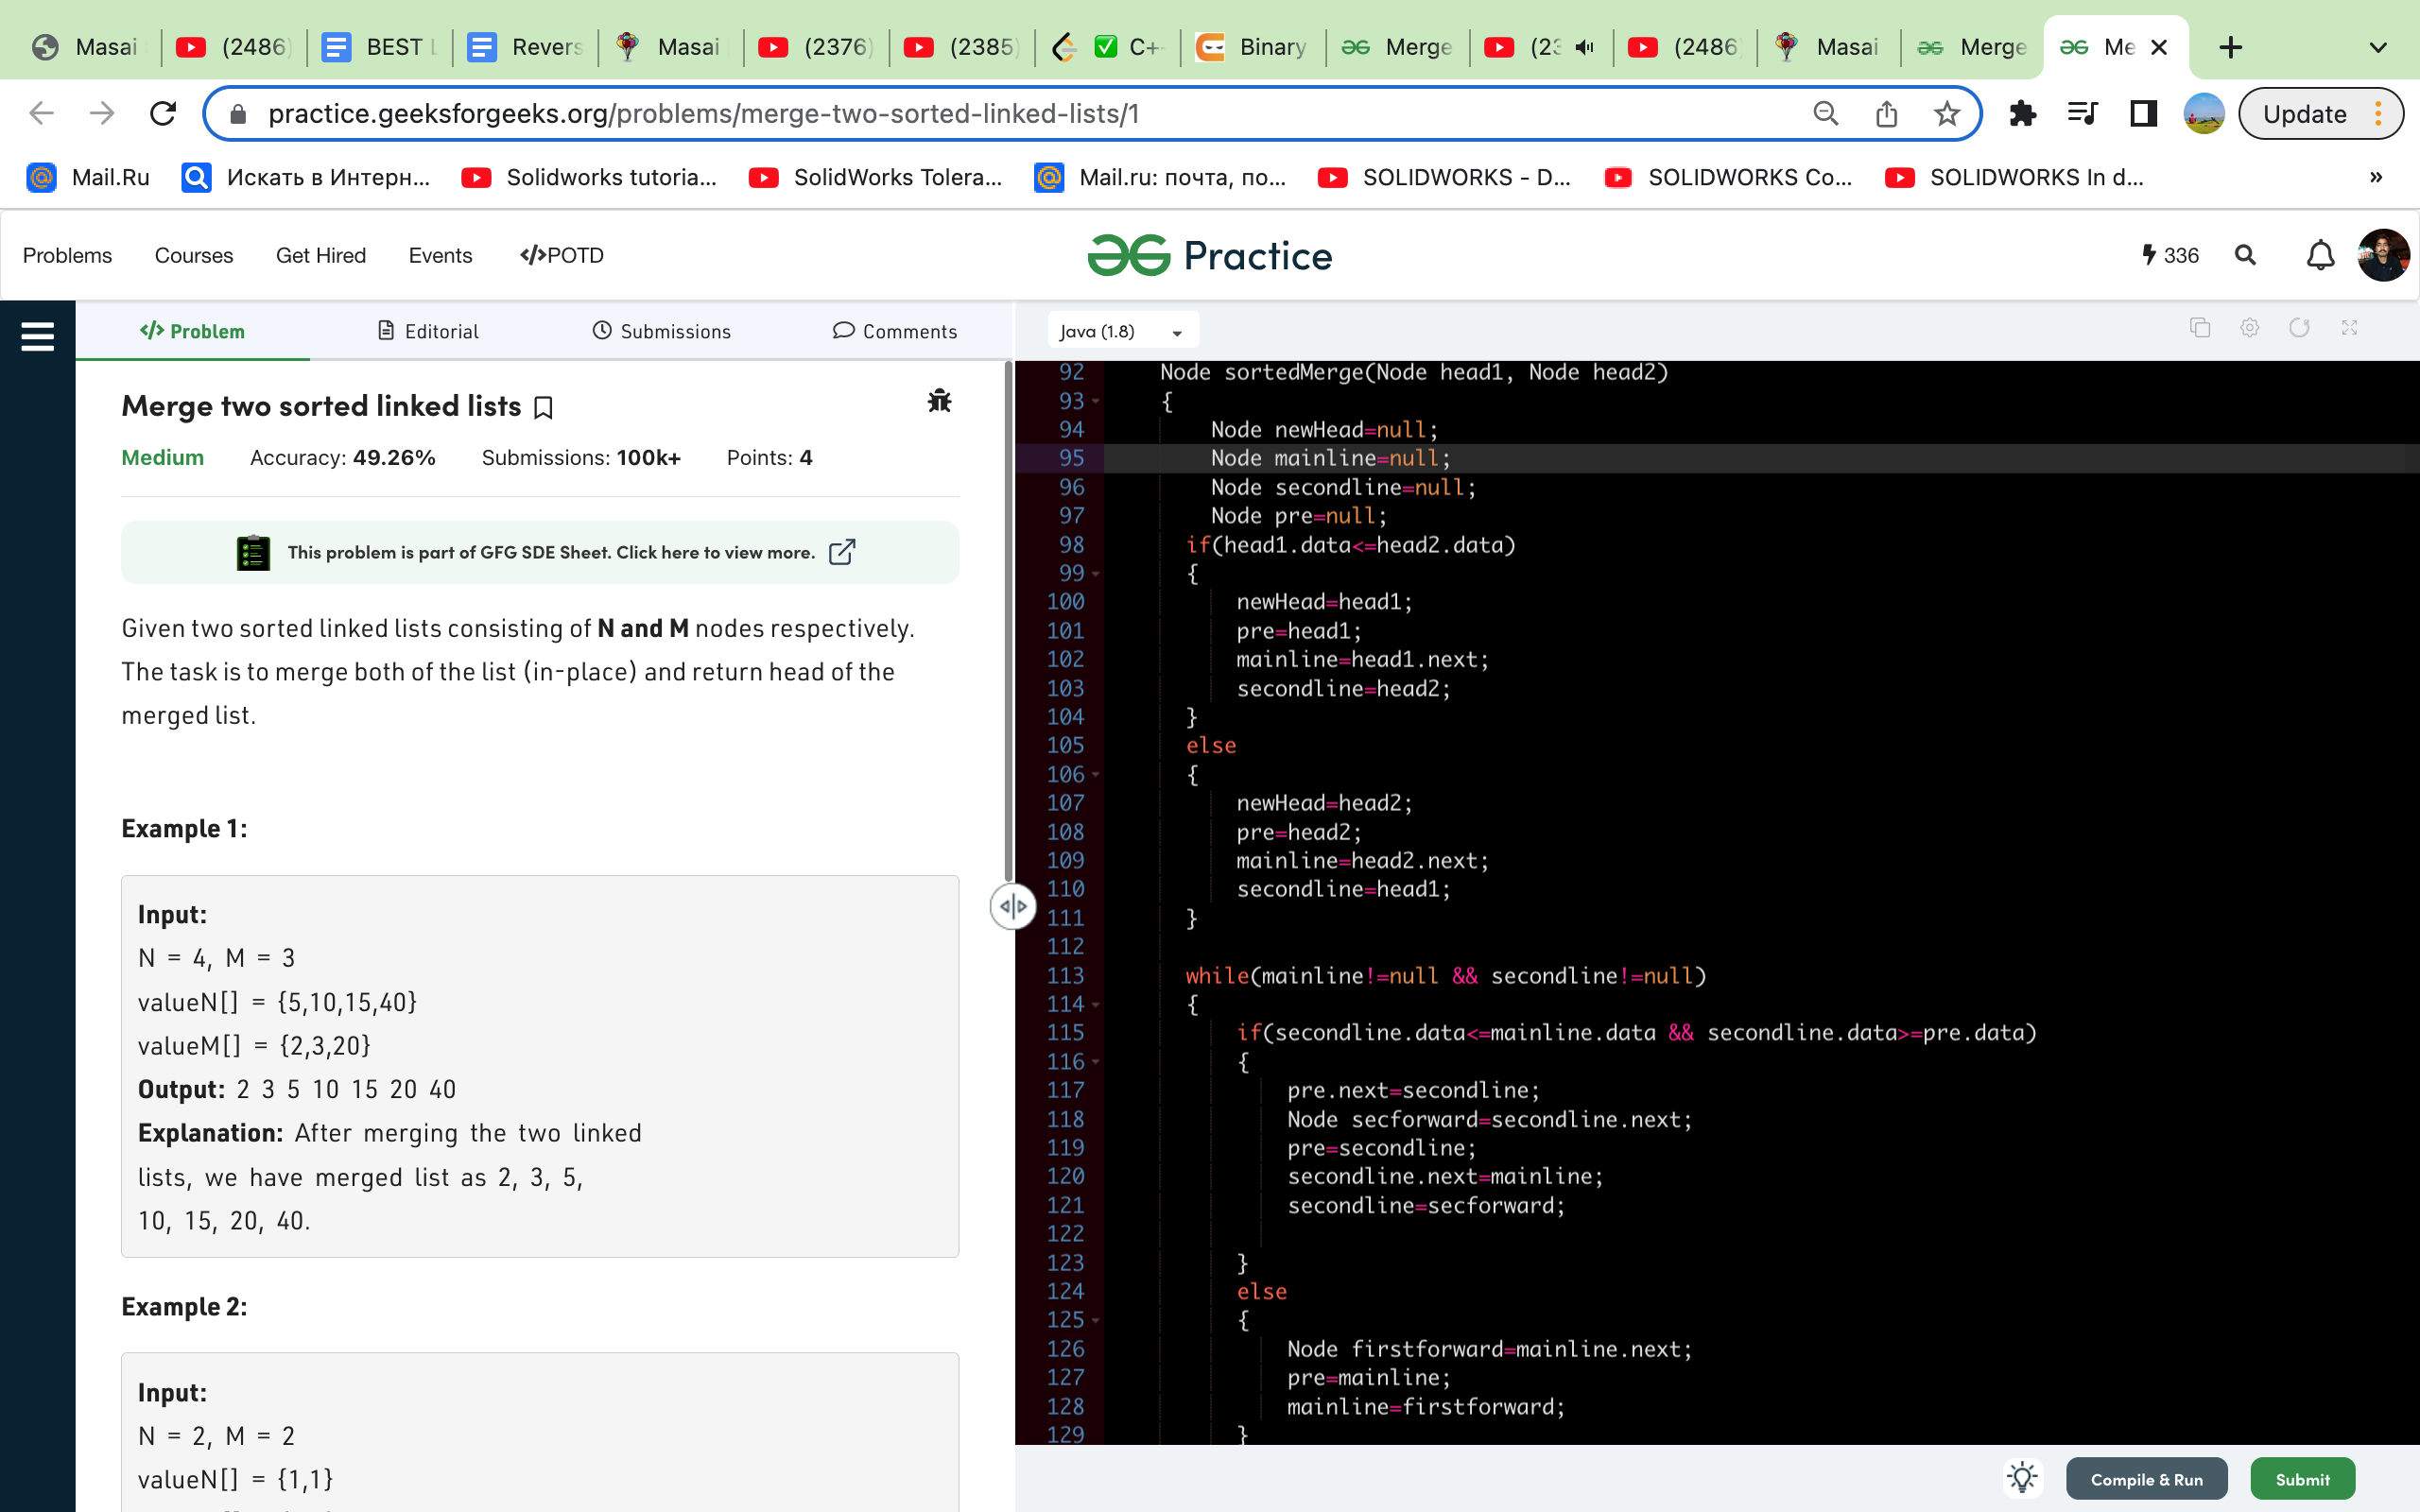 Masai
(2486)
BEST L
Revers
Masai
(2376)
(2385)
C+
Binary
Merge
(23
(2486
Masai
Merge
Me
practice.geeksforgeeks.org/problems/merge-two-sorted-linked-lists/1
Update
Mail.Ru
Искать в Интерн...
Solidworks tutoria...
SolidWorks Tolera...
Mail.ru: почта, по...
SOLIDWORKS - D...
SOLIDWORKS Co...
SOLIDWORKS In d...
»
Problems
Courses
Get Hired
Events
</>POTD
Practice
336
</> Problem
Editorial
Submissions
Comments
Merge two sorted linked lists
Medium Accuracy: 49.26% Submissions: 100k+ Points: 4
This problem is part of GFG SDE Sheet. Click here to view more.
Given two sorted linked lists consisting of N and M nodes respectively.
The task is to merge both of the list (in-place) and return head of the
merged list.
Example 1:
Input:
N = 4, M = 3
valueN[] = {5,10,15,40}
valueM[] = {2,3,20}
Output: 2 3 5 10 15 20 40
Explanation: After merging the two linked
lists, we have merged list as 2, 3, 5,
10, 15, 20, 40.
Example 2:
Input:
N = 2, M = 2
valueN[] = {1,1}
Java (1.8)
92 Node sortedMerge(Node head1, Node head2)
93 {
94 Node newHead=null;
95 Node mainline=null;
96 Node secondline=null;
97 Node pre=null;
98 if(head1.data<=head2.data)
99 {
100 newHead=head1;
101 pre=head1;
102 mainline=head1.next;
103 secondline=head2;
104 }
105 else
106 {
107 newHead=head2;
108 pre=head2;
109 mainline=head2.next;
110 secondline=head1;
111 }
112
113 while(mainline!=null && secondline!=null)
114 {
115 if(secondline.data<=mainline.data && secondline.data>=pre.data)
116 {
117 pre.next=secondline;
118 Node secforward=secondline.next;
119 pre=secondline;
120 secondline.next=mainline;
121 secondline=secforward;
122
123 }
124 else
125 {
126 Node firstforward=mainline.next;
127 pre=mainline;
128 mainline=firstforward;
129 }
Compile & Run
Submit